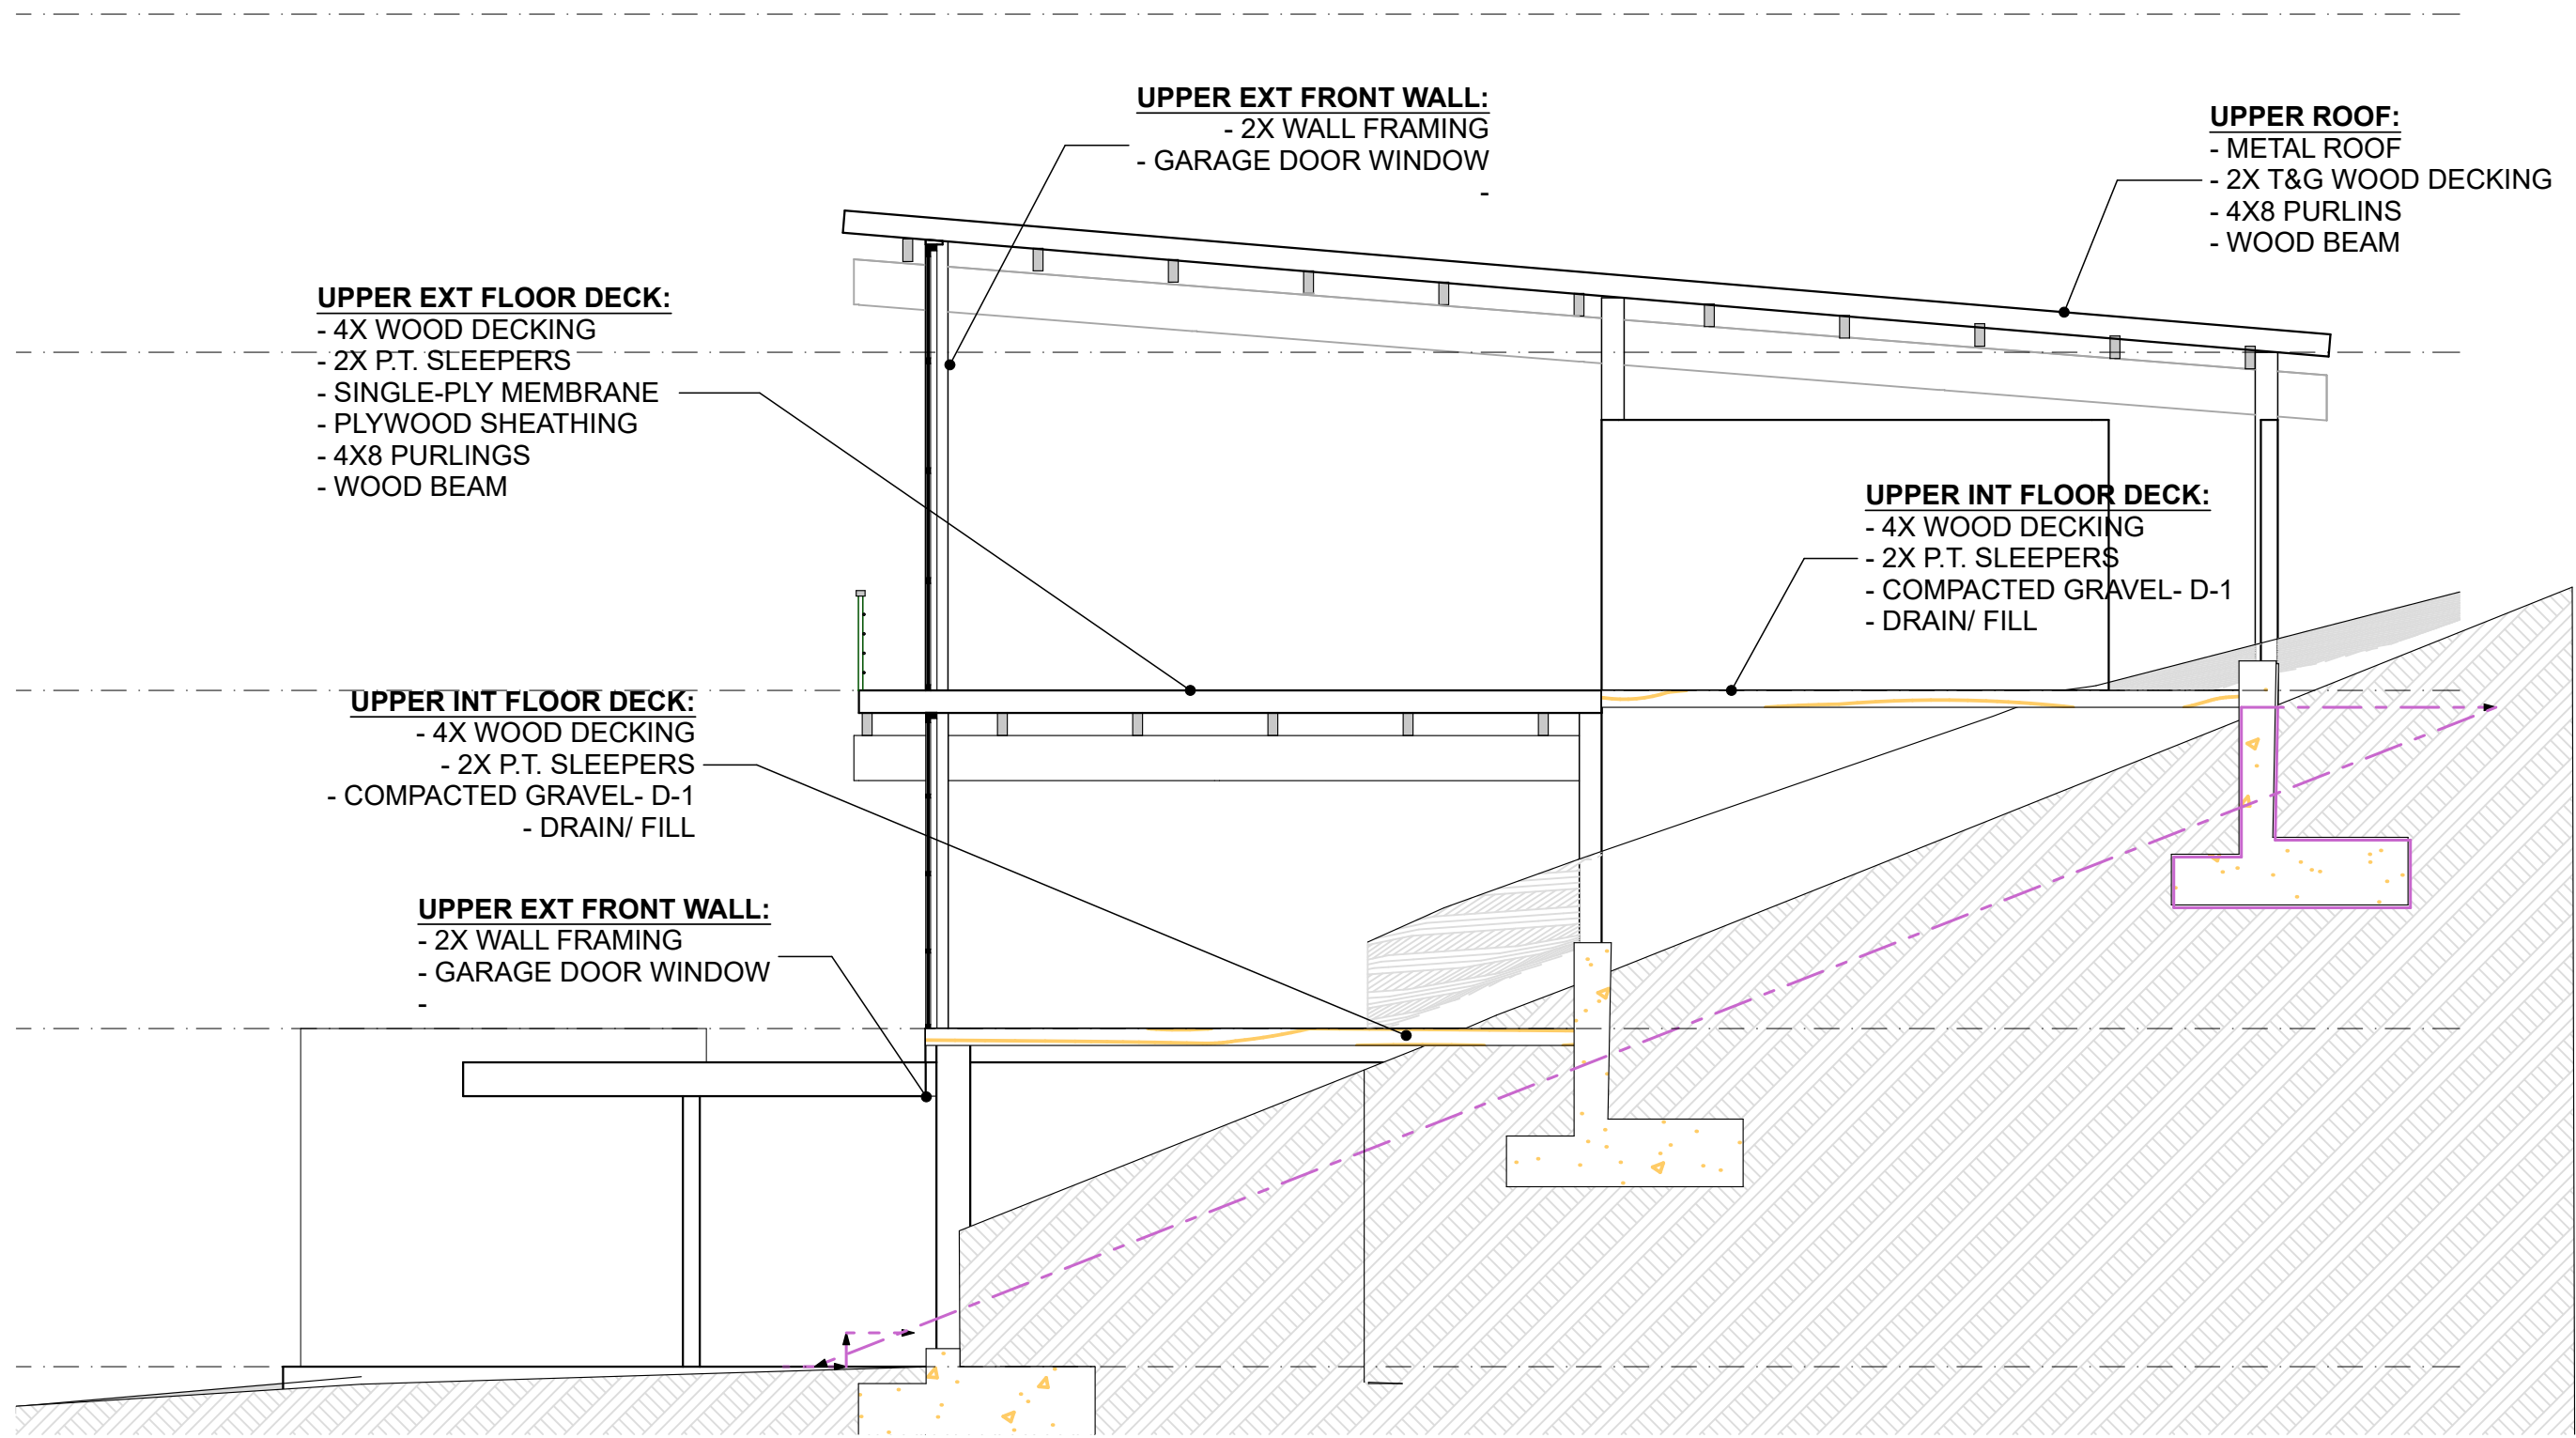 UPPER EXT FRONT WALL:
- 2X WALL FRAMING
- GARAGE DOOR WINDOW
-
UPPER ROOF:
- METAL ROOF
- 2X T&G WOOD DECKING
- 4X8 PURLINS
- WOOD BEAM
UPPER EXT FLOOR DECK:
- 4X WOOD DECKING
- 2X P.T. SLEEPERS
- SINGLE-PLY MEMBRANE
- PLYWOOD SHEATHING
- 4X8 PURLINGS
- WOOD BEAM
UPPER INT FLOOR DECK:
- 4X WOOD DECKING
- 2X P.T. SLEEPERS
- COMPACTED GRAVEL- D-1
- DRAIN/ FILL
UPPER INT FLOOR DECK:
- 4X WOOD DECKING
- 2X P.T. SLEEPERS
- COMPACTED GRAVEL- D-1
- DRAIN/ FILL
UPPER EXT FRONT WALL:
- 2X WALL FRAMING
- GARAGE DOOR WINDOW
-